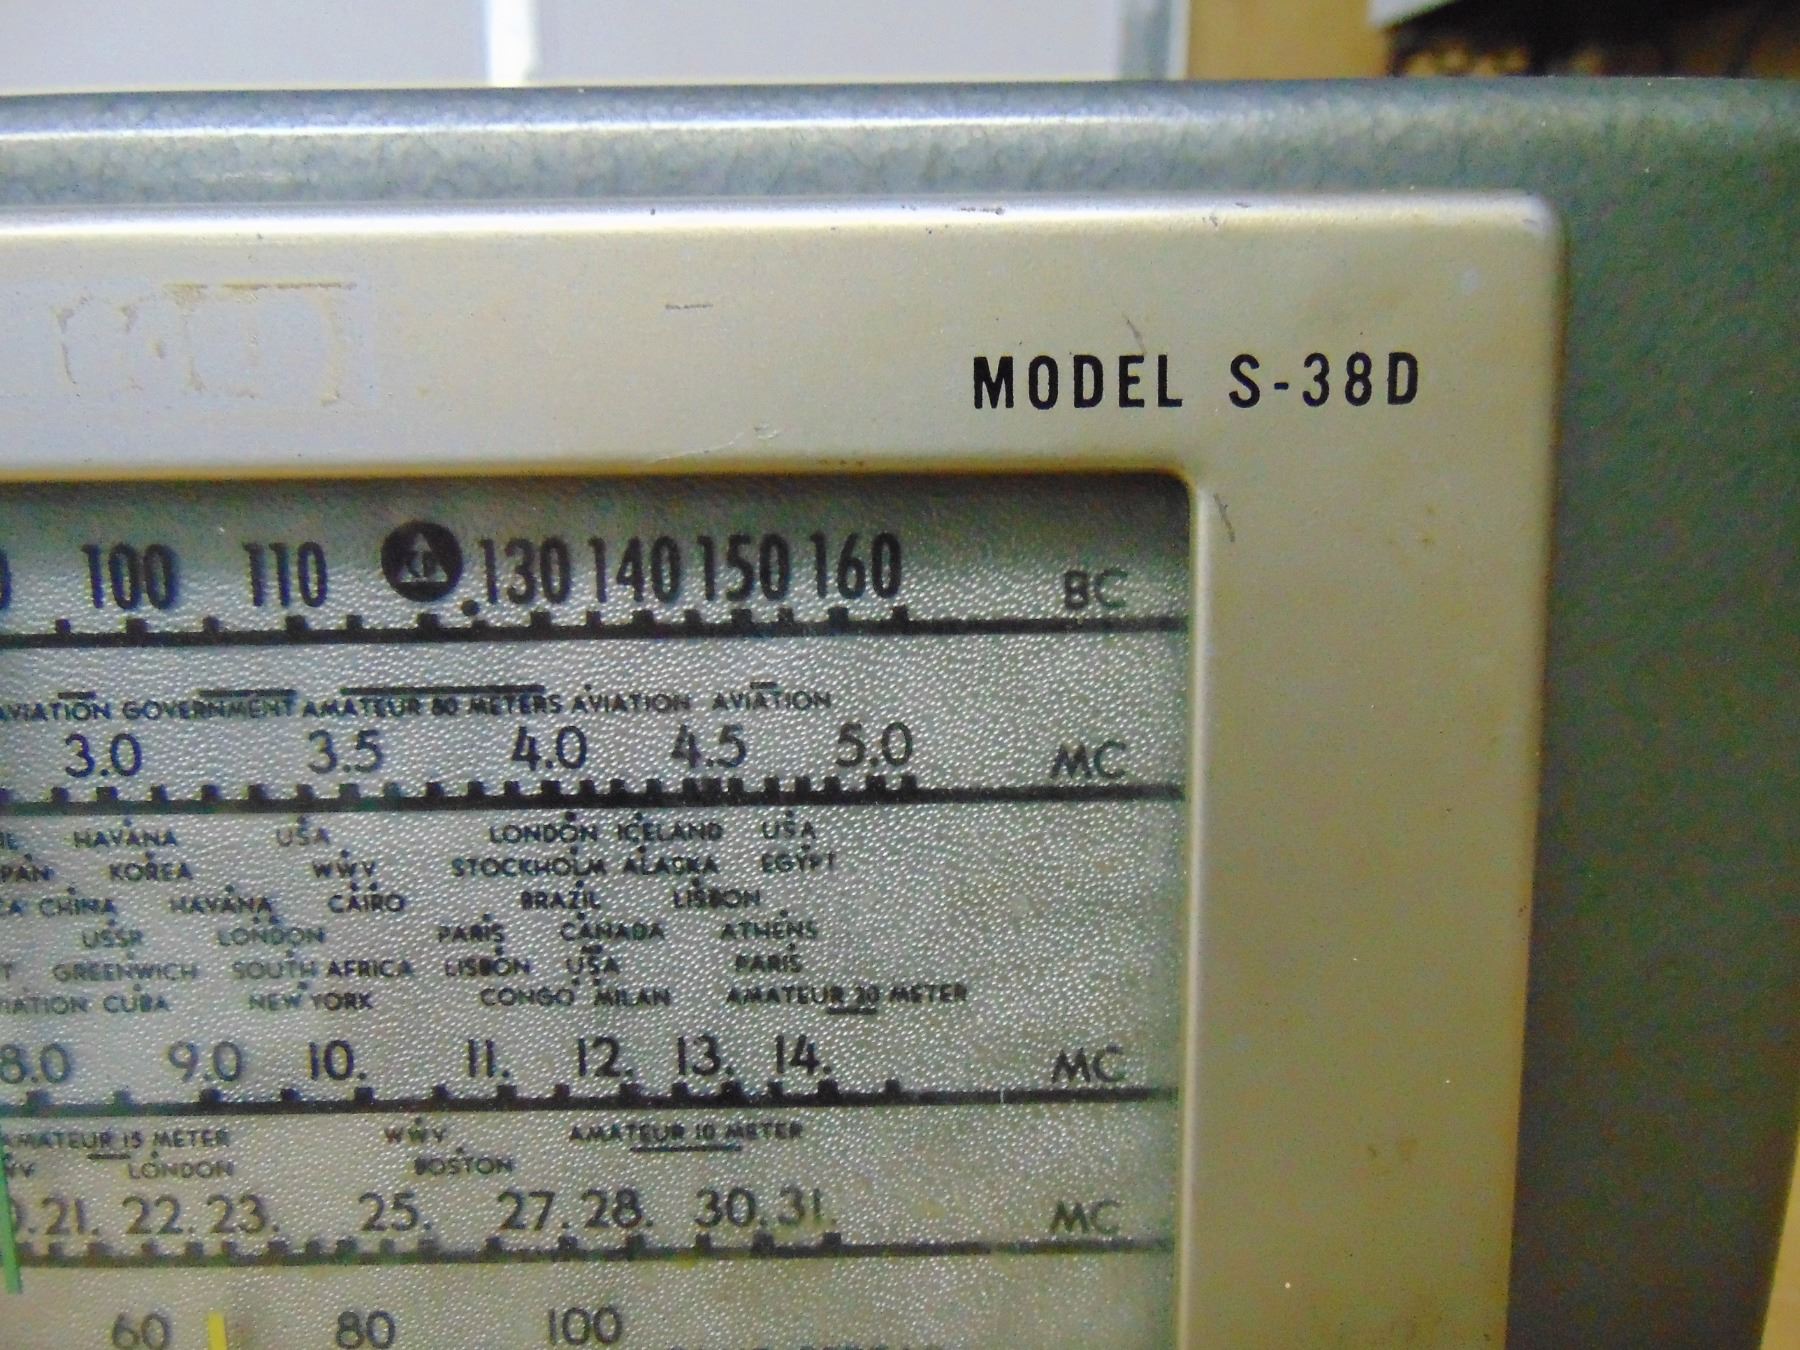 MODEL S-38D
100 110 CD 130 140 150 160 BC
AVIATION GOVERNMENT AMATEUR 80 METERS AVIATION AVIATION
3.0 3.5 4.0 4.5 5.0 MC
HAVANA USA LONDON ICELAND USA
KOREA WWV STOCKHOLM ALASKA EGYPT
CHINA HAVANA CAIRO BRAZIL LISBON
USSR LONDON PARIS CANADA ATHENS
GREENWICH SOUTH AFRICA LISBON USA PARIS
CUBA NEW YORK CONGO MILAN AMATEUR 20 METER
8.0 9.0 10. 11. 12. 13. 14. MC
AMATEUR 15 METER WWV AMATEUR 10 METER
LONDON BOSTON
21. 22. 23. 25. 27. 28. 30. 31. MC
60 80 100